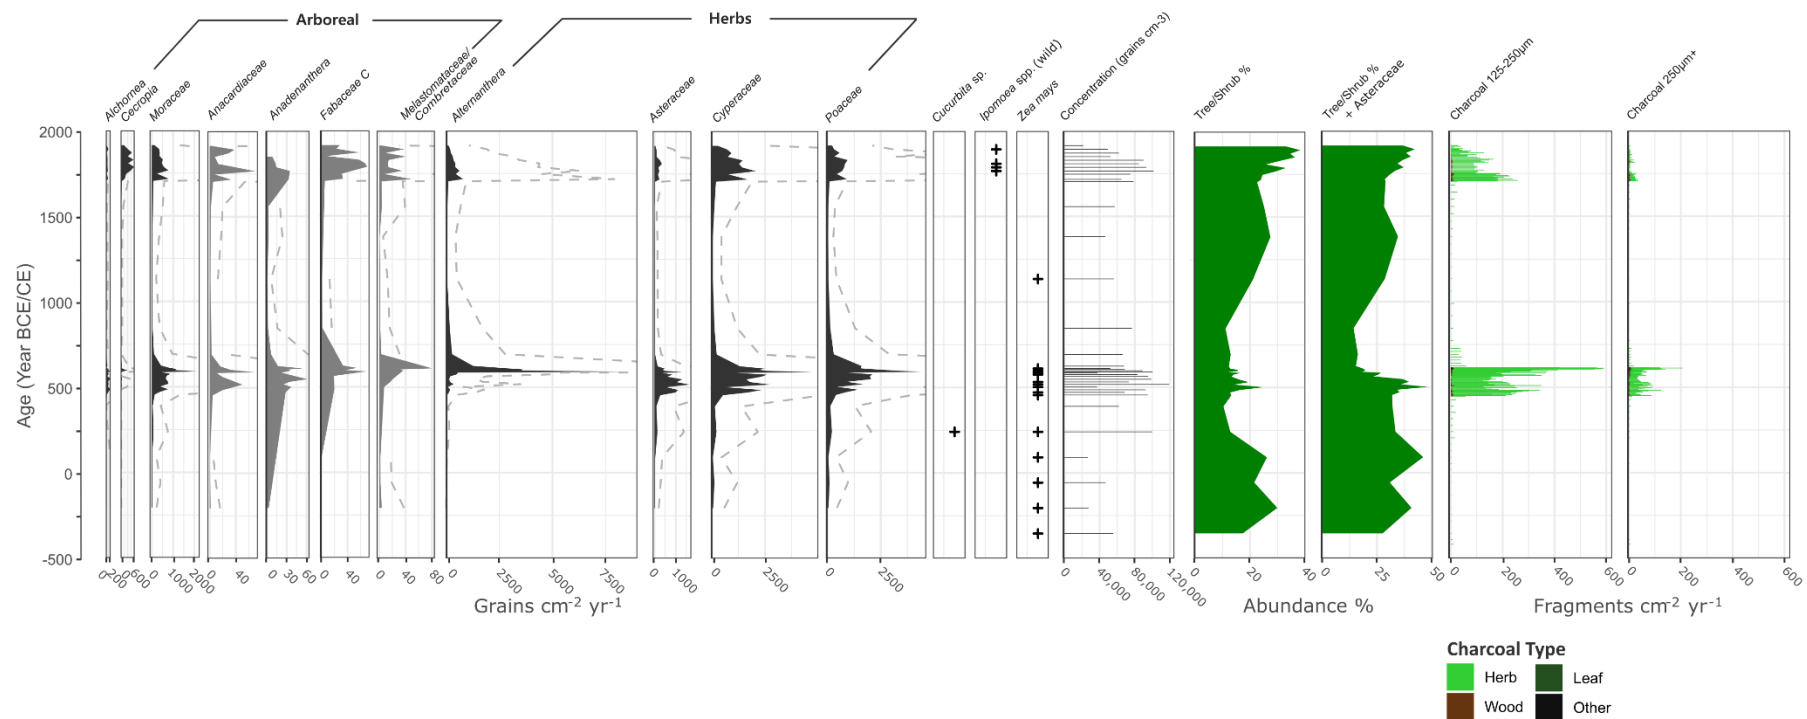 Arboreal
Herbs
Alchornea
Cecropia
Moraceae
Anacardiaceae
Anadenanthera
Fabaceae C
Melastomataceae/
Combretaceae
Alternanthera
Asteraceae
Cyperaceae
Poaceae
Cucurbita sp.
Ipomoea spp. (wild)
Zea mays
Concentration (grains cm-3)
Tree/Shrub %
Tree/Shrub %
+ Asteraceae
Charcoal 125-250µm
Charcoal 250µm+
Age (Year BCE/CE)
2000
1500
1000
500
0
-500
0 200
0 600
0 1000 2000
0 40
0 30 60
0 40
0 40 80
0 2500 5000 7500
0 1000
0 2500
0 2500
0 40,000 80,000 120,000
0 20 40
0 25 50
0 200 400 600
0 200 400 600
Grains cm-2 yr-1
Abundance %
Fragments cm-2 yr-1
Charcoal Type
Herb
Leaf
Wood
Other